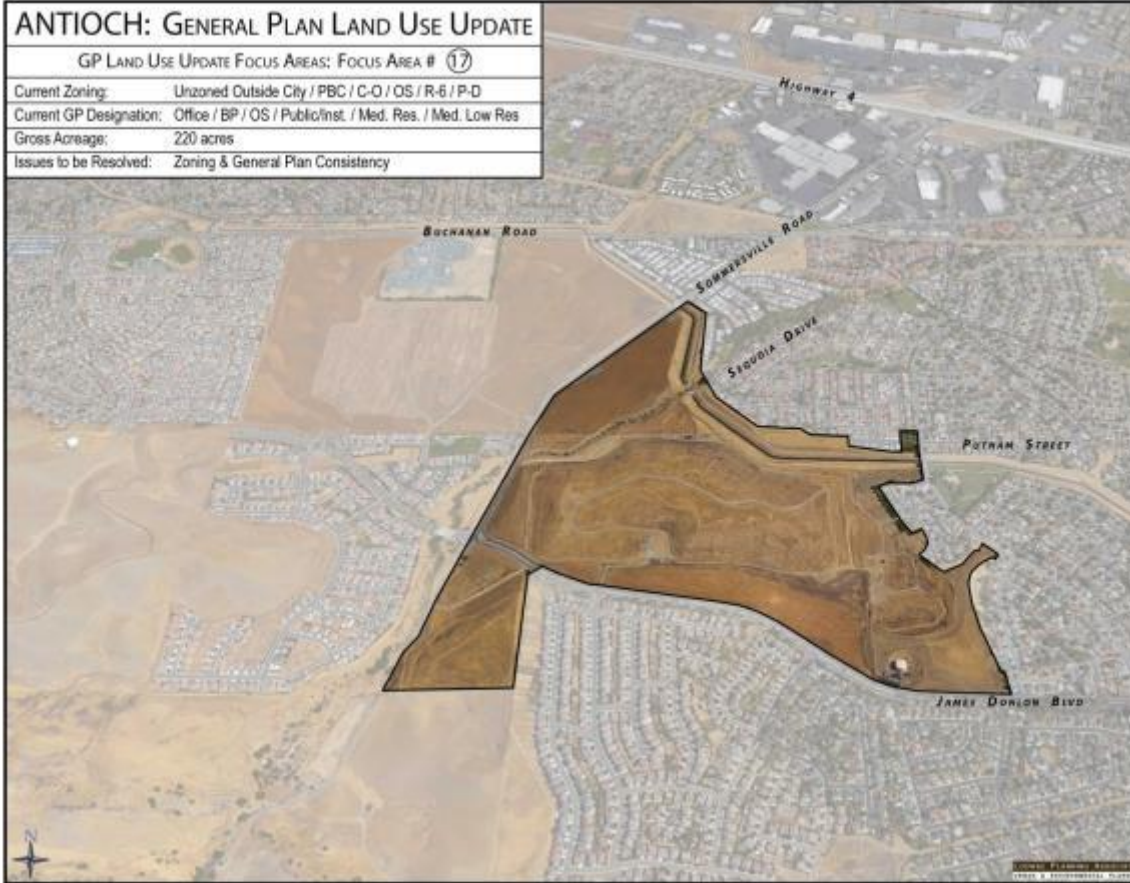 ANTIOCH: GENERAL PLAN LAND USE UPDATE
GP LAND USE UPDATE FOCUS AREAS: FOCUS AREA # 17
Current Zoning: Unzoned Outside City / PBC / C-O / OS / R-6 / P-D
Current GP Designation: Office / BP / OS / Public/Inst. / Med. Res. / Med. Low Res
Gross Acreage: 220 acres
Issues to be Resolved: Zoning & General Plan Consistency
HIGHWAY 4
BUCHANAN ROAD
SOMMERSVILLE ROAD
SEQUOIA DRIVE
PUTNAM STREET
JAMES DONLON BLVD
N